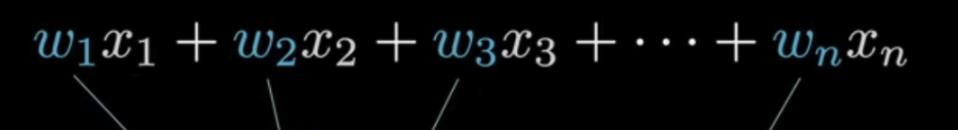 w₁x₁ + w₂x₂ + w₃x₃ + ⋯ + wₙxₙ